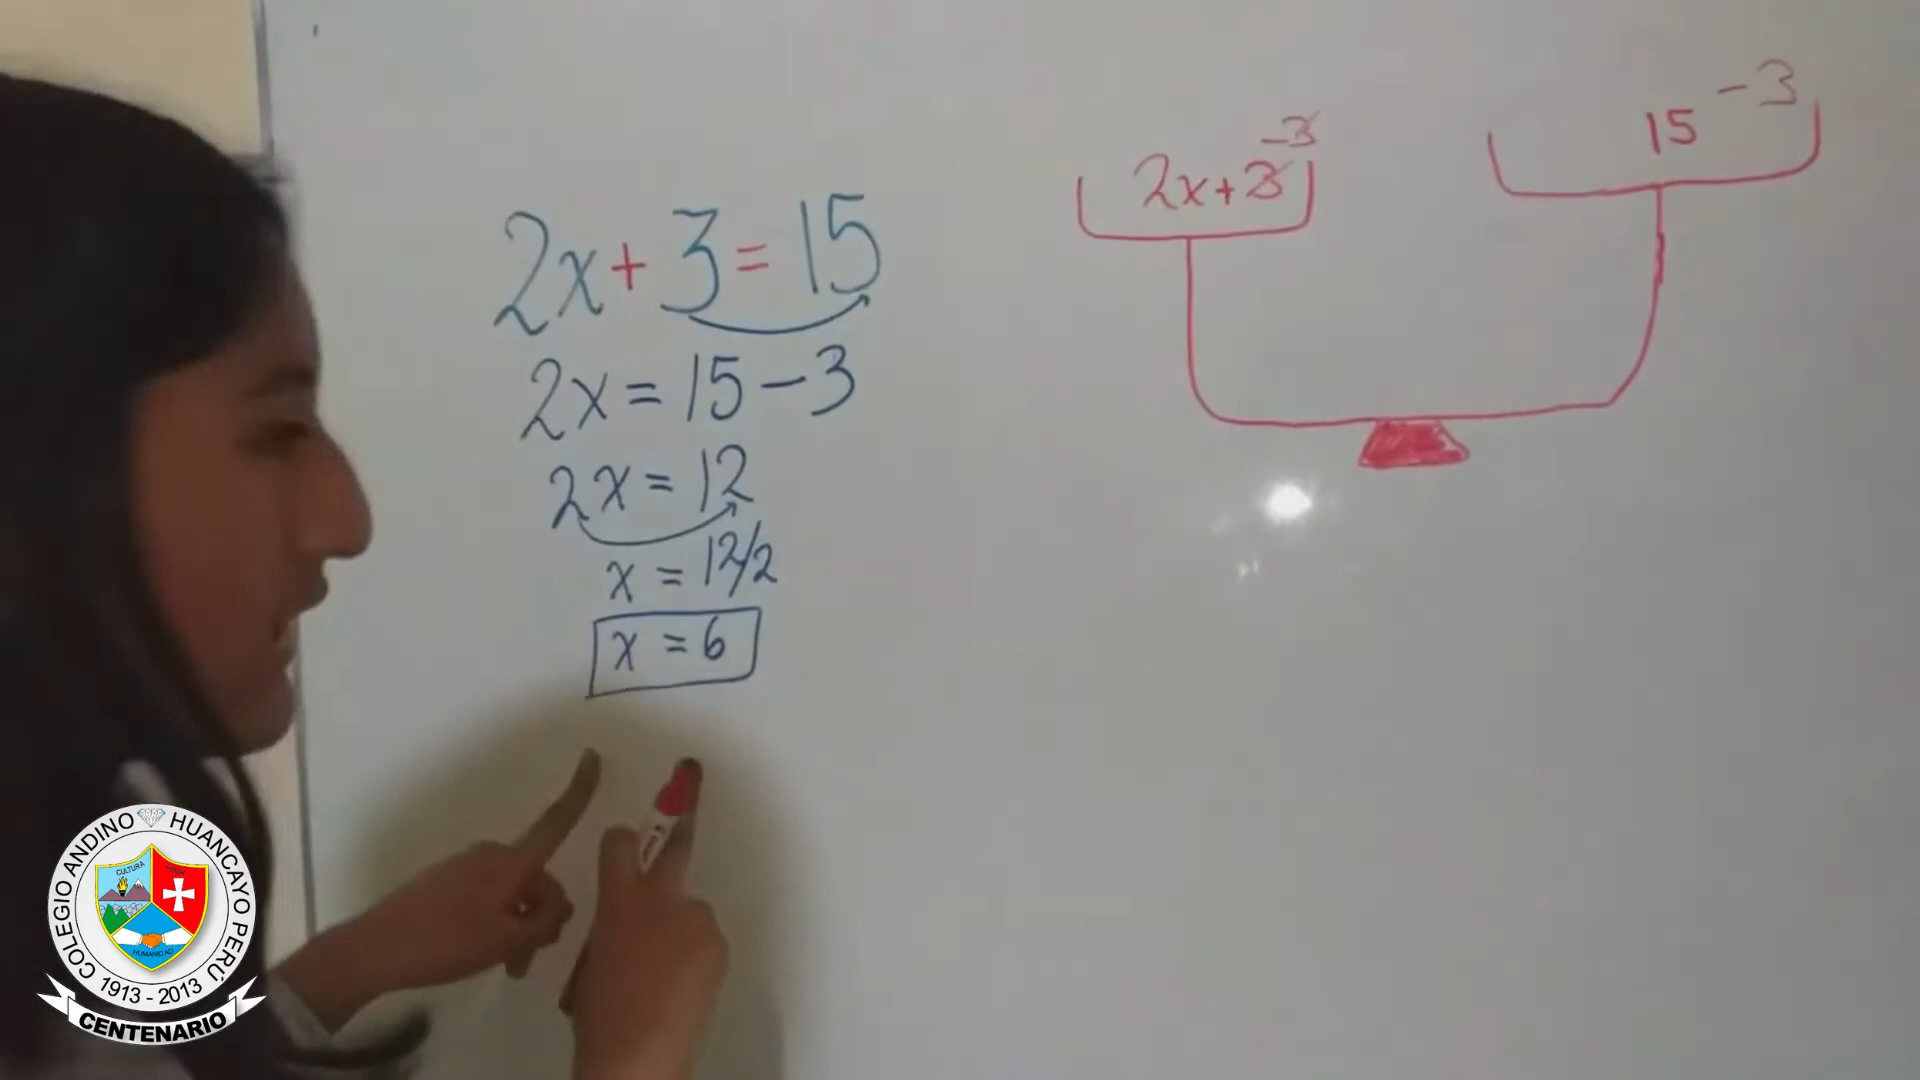 2x + 3 = 15
2x = 15 - 3
2x = 12
x = 12/2
x = 6
-3
2x+3
15 -3
COLEGIO ANDINO HUANCAYO PERÚ
CULTURA
HUMANIDAD
1913 - 2013
CENTENARIO